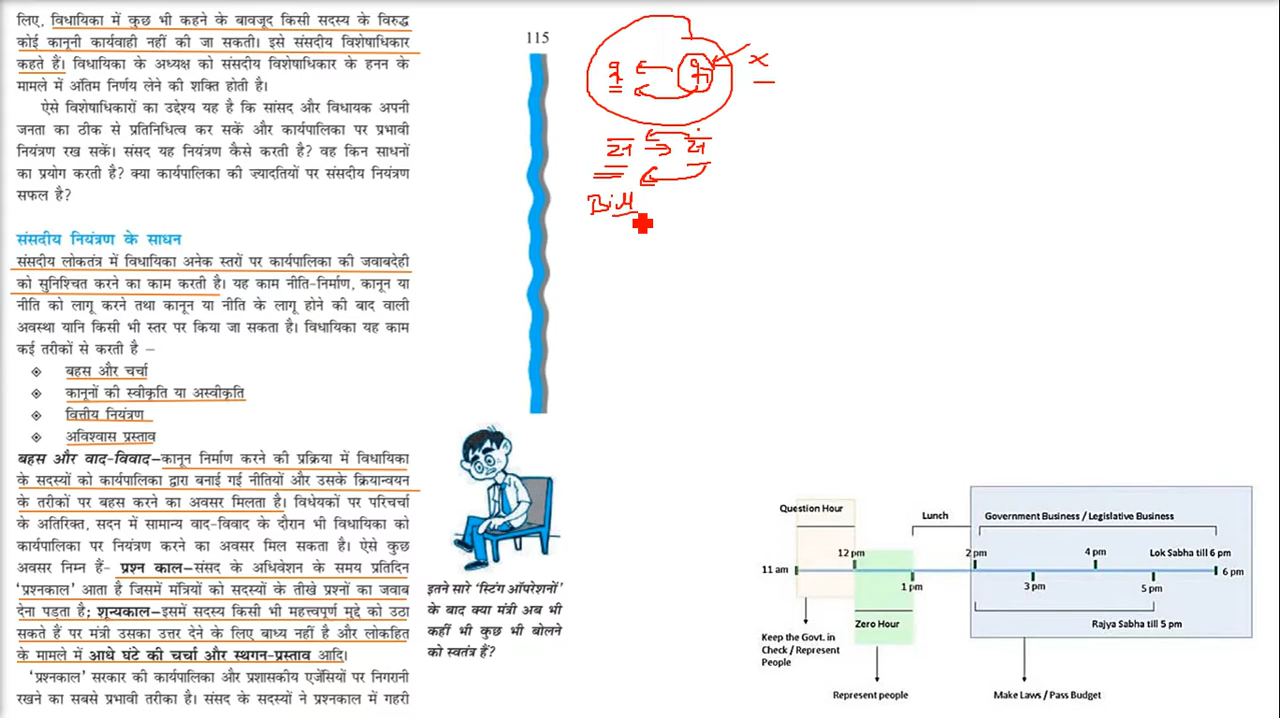 लिए, विधायिका में कुछ भी कहने के बावजूद किसी सदस्य के विरुद्ध
कोई कानूनी कार्यवाही नहीं की जा सकती। इसे संसदीय विशेषाधिकार
कहते हैं। विधायिका के अध्यक्ष को संसदीय विशेषाधिकार के हनन के
मामले में अंतिम निर्णय लेने की शक्ति होती है।
ऐसे विशेषाधिकारों का उद्देश्य यह है कि सांसद और विधायक अपनी
जनता का ठीक से प्रतिनिधित्व कर सकें और कार्यपालिका पर प्रभावी
नियंत्रण रख सकें। संसद यह नियंत्रण कैसे करती है? वह किन साधनों
का प्रयोग करती है? क्या कार्यपालिका की ज़्यादतियों पर संसदीय नियंत्रण
सफल है?
संसदीय नियंत्रण के साधन
संसदीय लोकतंत्र में विधायिका अनेक स्तरों पर कार्यपालिका की जवाबदेही
को सुनिश्चित करने का काम करती है। यह काम नीति-निर्माण, कानून या
नीति को लागू करने तथा कानून या नीति के लागू होने की बाद वाली
अवस्था यानि किसी भी स्तर पर किया जा सकता है। विधायिका यह काम
कई तरीकों से करती है –
❖ बहस और चर्चा
❖ कानूनों की स्वीकृति या अस्वीकृति
❖ वित्तीय नियंत्रण
❖ अविश्वास प्रस्ताव
बहस और वाद-विवाद–कानून निर्माण करने की प्रक्रिया में विधायिका
के सदस्यों को कार्यपालिका द्वारा बनाई गई नीतियों और उसके क्रियान्वयन
के तरीकों पर बहस करने का अवसर मिलता है। विधेयकों पर परिचर्चा
के अतिरिक्त, सदन में सामान्य वाद-विवाद के दौरान भी विधायिका को
कार्यपालिका पर नियंत्रण करने का अवसर मिल सकता है। ऐसे कुछ
अवसर निम्न हैं- प्रश्न काल–संसद के अधिवेशन के समय प्रतिदिन
'प्रश्नकाल' आता है जिसमें मंत्रियों को सदस्यों के तीखे प्रश्नों का जवाब
देना पड़ता है; शून्यकाल–इसमें सदस्य किसी भी महत्त्वपूर्ण मुद्दे को उठा
सकते हैं पर मंत्री उसका उत्तर देने के लिए बाध्य नहीं है और लोकहित
के मामले में आधे घंटे की चर्चा और स्थगन-प्रस्ताव आदि।
'प्रश्नकाल' सरकार की कार्यपालिका और प्रशासकीय एजेंसियों पर निगरानी
रखने का सबसे प्रभावी तरीका है। संसद के सदस्यों ने प्रश्नकाल में गहरी
115
इतने सारे 'स्टिंग ऑपरेशनों'
के बाद क्या मंत्री अब भी
कहीं भी कुछ भी बोलने
को स्वतंत्र हैं?
x
Bill
Question Hour
Lunch
Government Business / Legislative Business
12 pm
2 pm
4 pm
Lok Sabha till 6 pm
11 am
6 pm
1 pm
3 pm
5 pm
Zero Hour
Rajya Sabha till 5 pm
Keep the Govt. in
Check / Represent
People
Represent people
Make Laws / Pass Budget